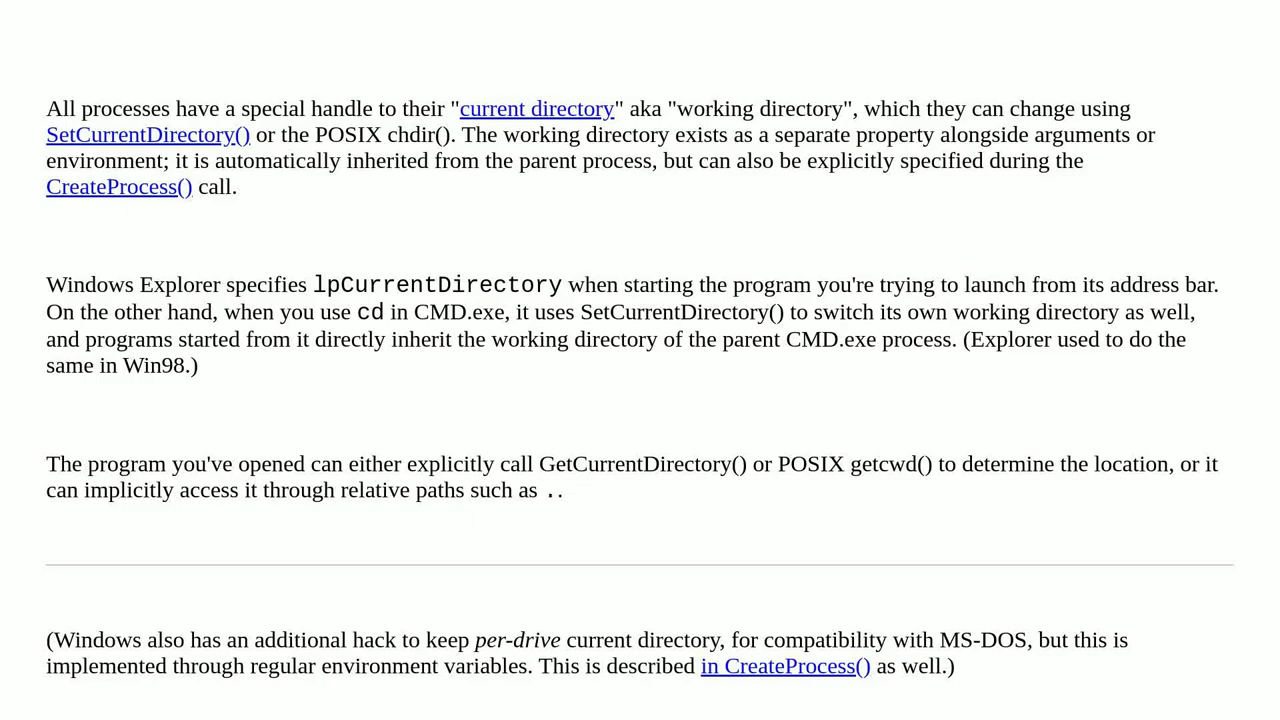 All processes have a special handle to their "current directory" aka "working directory", which they can change using
SetCurrentDirectory() or the POSIX chdir(). The working directory exists as a separate property alongside arguments or
environment; it is automatically inherited from the parent process, but can also be explicitly specified during the
CreateProcess() call.
Windows Explorer specifies lpCurrentDirectory when starting the program you're trying to launch from its address bar.
On the other hand, when you use cd in CMD.exe, it uses SetCurrentDirectory() to switch its own working directory as well,
and programs started from it directly inherit the working directory of the parent CMD.exe process. (Explorer used to do the
same in Win98.)
The program you've opened can either explicitly call GetCurrentDirectory() or POSIX getcwd() to determine the location, or it
can implicitly access it through relative paths such as ..
(Windows also has an additional hack to keep per-drive current directory, for compatibility with MS-DOS, but this is
implemented through regular environment variables. This is described in CreateProcess() as well.)